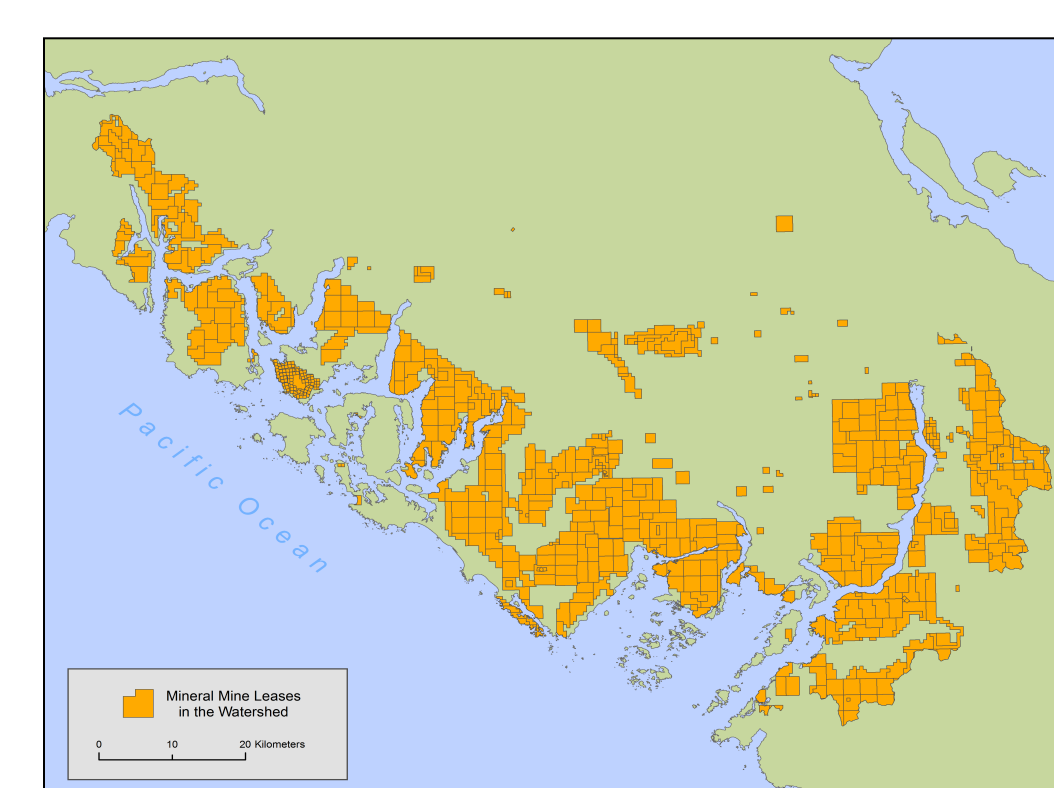 Pacific Ocean
Mineral Mine Leases
in the Watershed
0 10 20 Kilometers